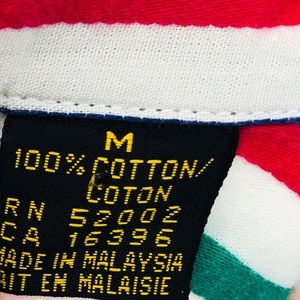 M
100% COTTON/
COTON
RN 52002
CA 16396
MADE IN MALAYSIA
FAIT EN MALAISIE